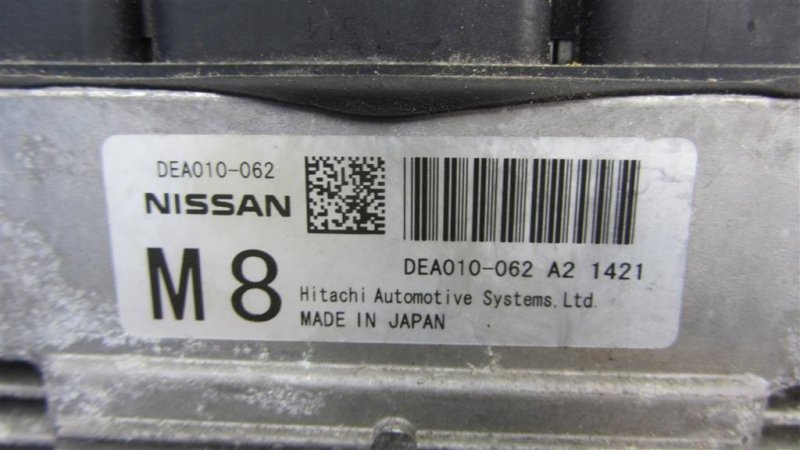 DEA010-062
NISSAN
M8
DEA010-062 A2 1421
Hitachi Automotive Systems, Ltd.
MADE IN JAPAN